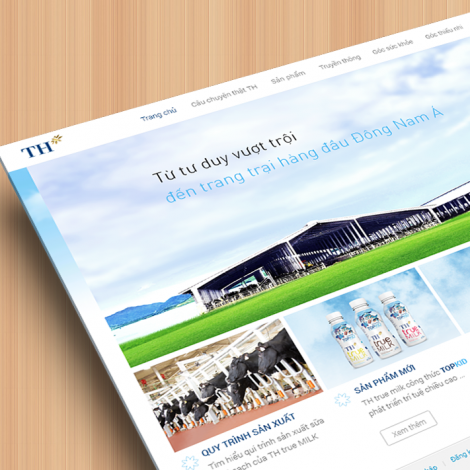 TH
Trang chủ
Câu chuyện thật TH
Sản phẩm
Truyền thông
Góc sức khỏe
Góc thiếu nhi
Từ tư duy vượt trội
đến trang trại hàng đầu Đông Nam Á
TH
true
MILK
TH
true
MILK
TH
true
MILK
QUY TRÌNH SẢN XUẤT
Tìm hiểu qui trình sản xuất sữa
sạch của TH true MILK
SẢN PHẨM MỚI
TH true milk công thức TOPKID
phát triển trí tuệ chiều cao ...
Xem thêm